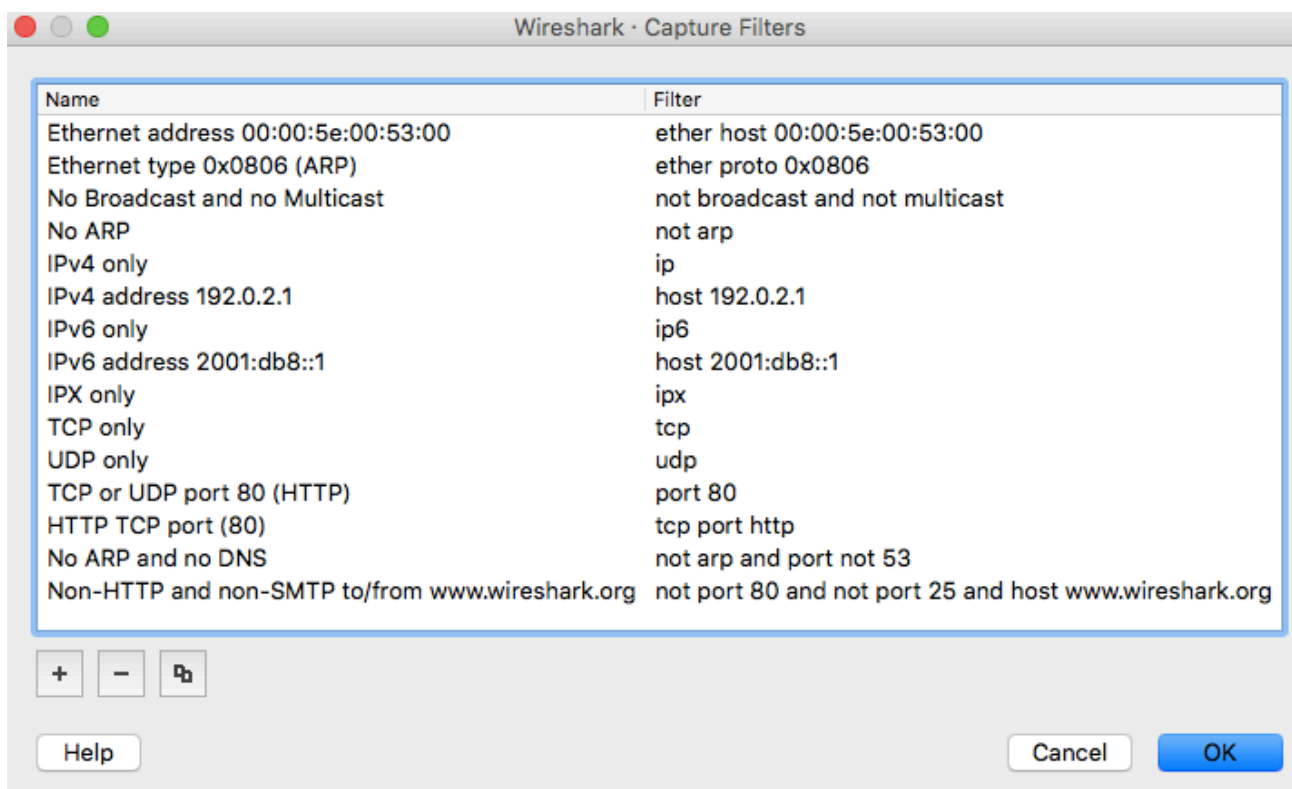 Wireshark · Capture Filters
Name Filter
Ethernet address 00:00:5e:00:53:00 ether host 00:00:5e:00:53:00
Ethernet type 0x0806 (ARP) ether proto 0x0806
No Broadcast and no Multicast not broadcast and not multicast
No ARP not arp
IPv4 only ip
IPv4 address 192.0.2.1 host 192.0.2.1
IPv6 only ip6
IPv6 address 2001:db8::1 host 2001:db8::1
IPX only ipx
TCP only tcp
UDP only udp
TCP or UDP port 80 (HTTP) port 80
HTTP TCP port (80) tcp port http
No ARP and no DNS not arp and port not 53
Non-HTTP and non-SMTP to/from www.wireshark.org not port 80 and not port 25 and host www.wireshark.org
+ −
Help Cancel OK